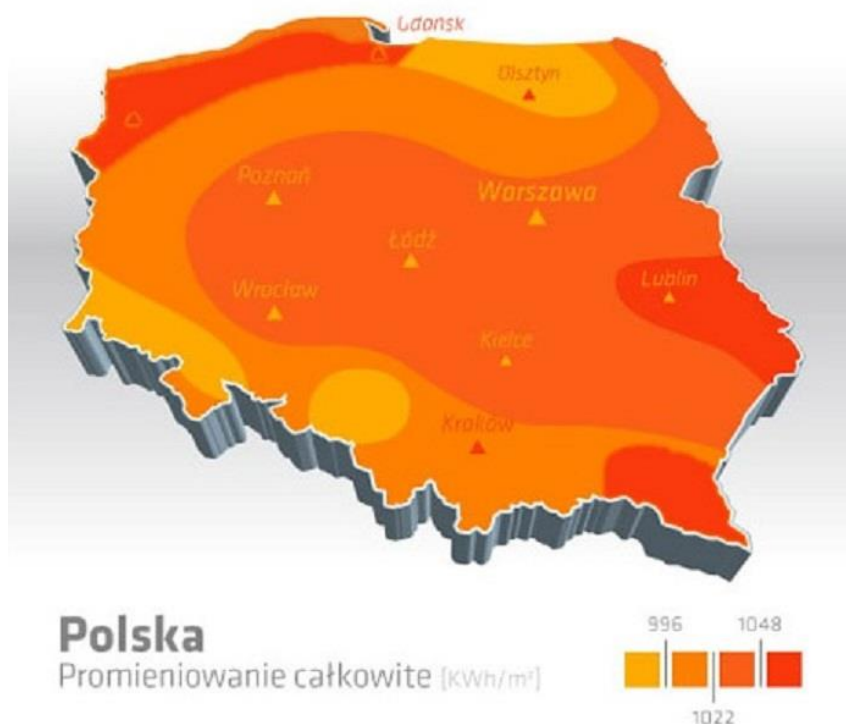 Gdańsk
Olsztyn
Poznań
Warszawa
Łódź
Wrocław
Lublin
Kielce
Kraków
Polska
Promieniowanie całkowite [KWh/m²]
996
1048
1022